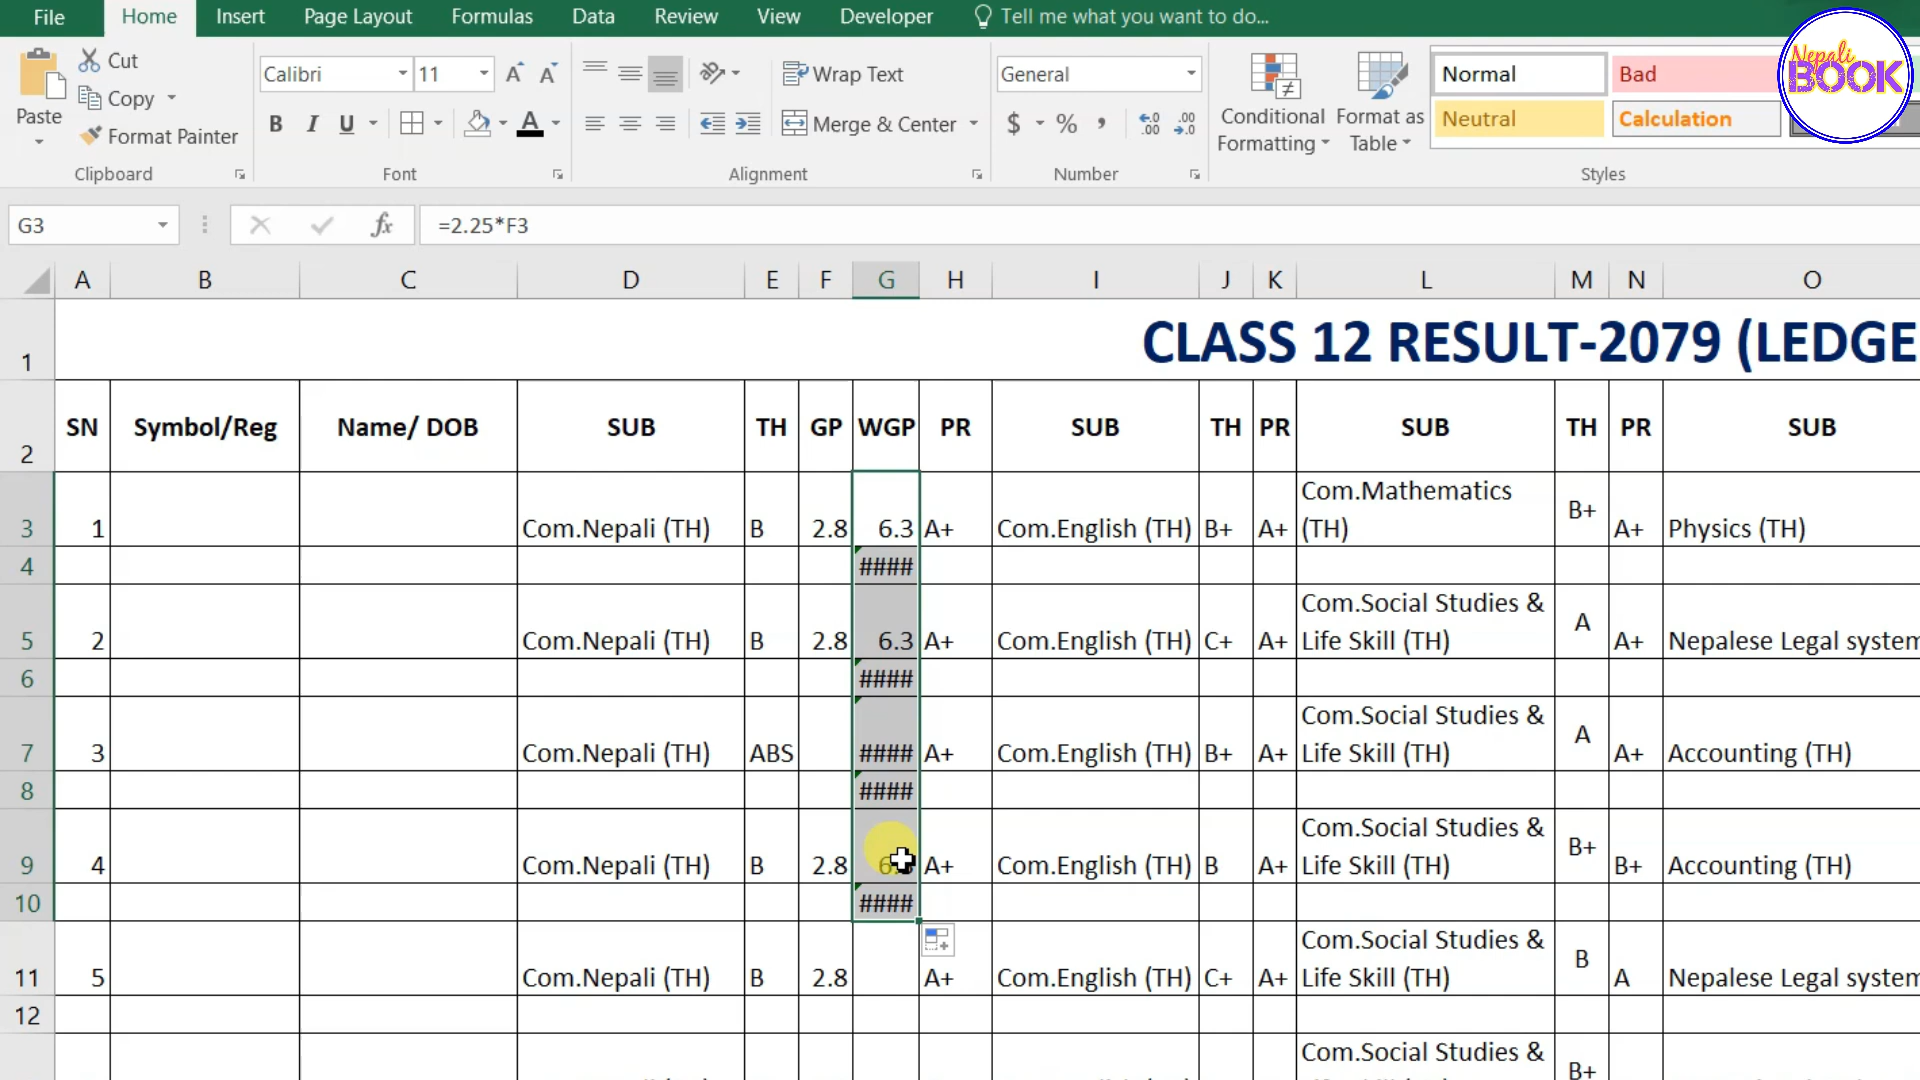 File Home Insert Page Layout Formulas Data Review View Developer Tell me what you want to do...
Nepali
BOOK
Cut
Copy
Format Painter
Paste
Clipboard
Calibri 11
B I U
Font
Wrap Text
Merge & Center
Alignment
General
$ % ,
Number
Conditional Formatting
Format as Table
Normal Bad
Neutral Calculation
Styles
G3 fx =2.25*F3
A B C D E F G H I J K L M N O
1 CLASS 12 RESULT-2079 (LEDGE
2 SN Symbol/Reg Name/ DOB SUB TH GP WGP PR SUB TH PR SUB TH PR SUB
3 1 Com.Nepali (TH) B 2.8 6.3 A+ Com.English (TH) B+ A+ Com.Mathematics (TH) B+ A+ Physics (TH)
4 ####
5 2 Com.Nepali (TH) B 2.8 6.3 A+ Com.English (TH) C+ A+ Com.Social Studies & Life Skill (TH) A A+ Nepalese Legal system
6 ####
7 3 Com.Nepali (TH) ABS #### A+ Com.English (TH) B+ A+ Com.Social Studies & Life Skill (TH) A A+ Accounting (TH)
8 ####
9 4 Com.Nepali (TH) B 2.8 A+ Com.English (TH) B A+ Com.Social Studies & Life Skill (TH) B+ B+ Accounting (TH)
10 ####
11 5 Com.Nepali (TH) B 2.8 A+ Com.English (TH) C+ A+ Com.Social Studies & Life Skill (TH) B A Nepalese Legal system
12
Com.Social Studies & B+